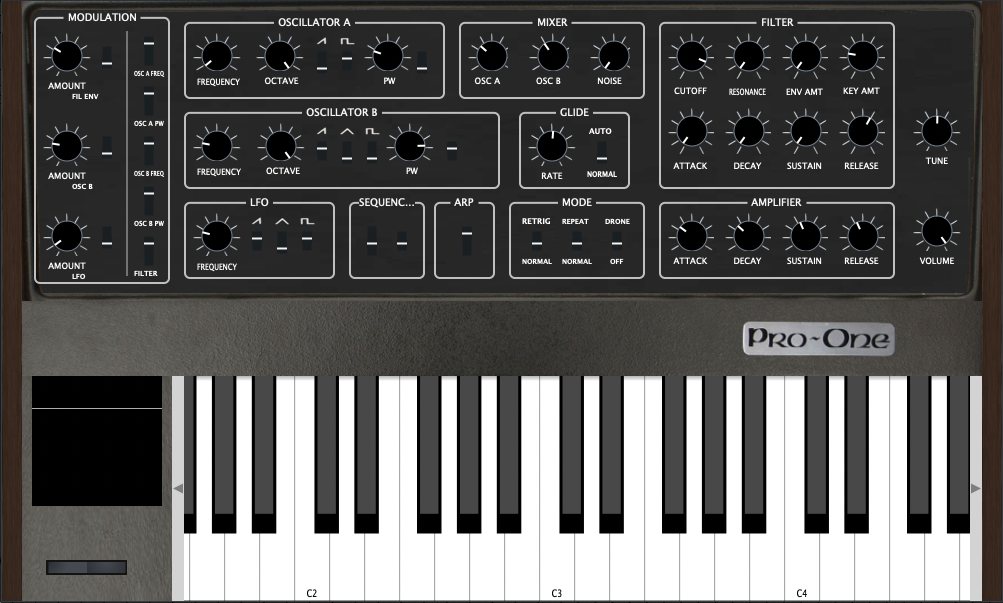 MODULATION
AMOUNT
FIL ENV
AMOUNT
OSC B
AMOUNT
LFO
OSC A FREQ
OSC A PW
OSC B FREQ
OSC B PW
FILTER
OSCILLATOR A
FREQUENCY OCTAVE PW
OSCILLATOR B
FREQUENCY OCTAVE PW
LFO
FREQUENCY
SEQUENC...
ARP
MIXER
OSC A OSC B NOISE
GLIDE
RATE
AUTO
NORMAL
MODE
RETRIG REPEAT DRONE
NORMAL NORMAL OFF
FILTER
CUTOFF RESONANCE ENV AMT KEY AMT
ATTACK DECAY SUSTAIN RELEASE
AMPLIFIER
ATTACK DECAY SUSTAIN RELEASE
TUNE
VOLUME
Pro~One
C2 C3 C4